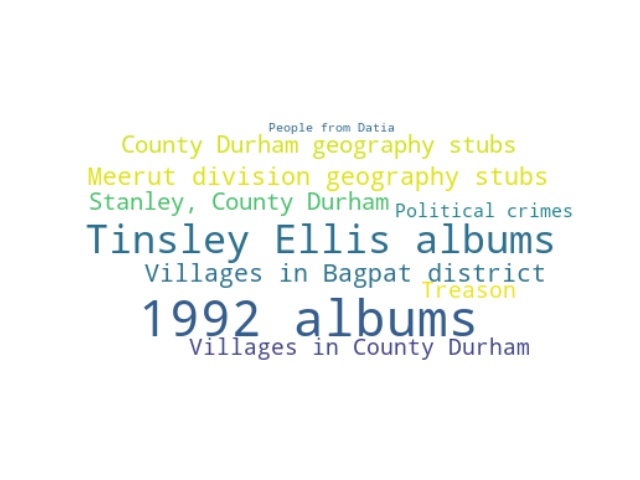 People from Datia
County Durham geography stubs
Meerut division geography stubs
Stanley, County Durham
Political crimes
Tinsley Ellis albums
Villages in Bagpat district
Treason
1992 albums
Villages in County Durham